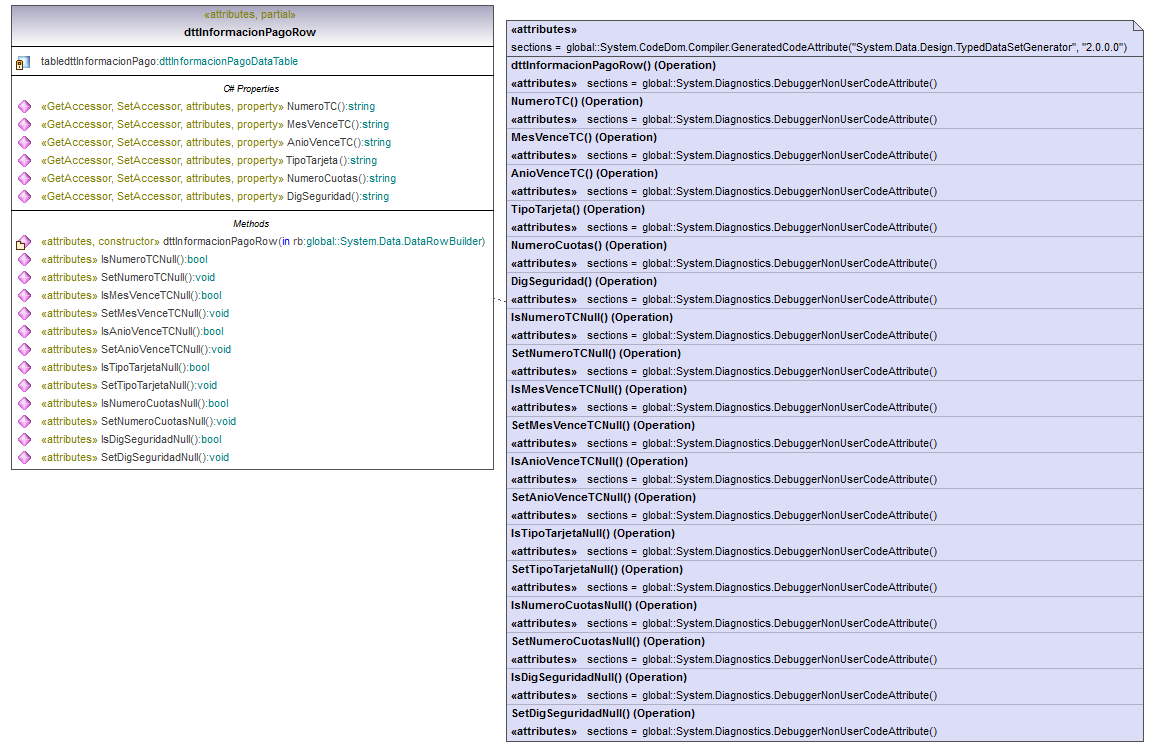 «attributes, partial»
dttInformacionPagoRow
tabledttInformacionPago:dttInformacionPagoDataTable
C# Properties
«GetAccessor, SetAccessor, attributes, property» NumeroTC():string
«GetAccessor, SetAccessor, attributes, property» MesVenceTC():string
«GetAccessor, SetAccessor, attributes, property» AnioVenceTC():string
«GetAccessor, SetAccessor, attributes, property» TipoTarjeta():string
«GetAccessor, SetAccessor, attributes, property» NumeroCuotas():string
«GetAccessor, SetAccessor, attributes, property» DigSeguridad():string
Methods
«attributes, constructor» dttInformacionPagoRow(in rb:global::System.Data.DataRowBuilder)
«attributes» IsNumeroTCNull():bool
«attributes» SetNumeroTCNull():void
«attributes» IsMesVenceTCNull():bool
«attributes» SetMesVenceTCNull():void
«attributes» IsAnioVenceTCNull():bool
«attributes» SetAnioVenceTCNull():void
«attributes» IsTipoTarjetaNull():bool
«attributes» SetTipoTarjetaNull():void
«attributes» IsNumeroCuotasNull():bool
«attributes» SetNumeroCuotasNull():void
«attributes» IsDigSeguridadNull():bool
«attributes» SetDigSeguridadNull():void
«attributes»
sections = global::System.CodeDom.Compiler.GeneratedCodeAttribute("System.Data.Design.TypedDataSetGenerator", "2.0.0.0")
dttInformacionPagoRow() (Operation)
«attributes» sections = global::System.Diagnostics.DebuggerNonUserCodeAttribute()
NumeroTC() (Operation)
«attributes» sections = global::System.Diagnostics.DebuggerNonUserCodeAttribute()
MesVenceTC() (Operation)
«attributes» sections = global::System.Diagnostics.DebuggerNonUserCodeAttribute()
AnioVenceTC() (Operation)
«attributes» sections = global::System.Diagnostics.DebuggerNonUserCodeAttribute()
TipoTarjeta() (Operation)
«attributes» sections = global::System.Diagnostics.DebuggerNonUserCodeAttribute()
NumeroCuotas() (Operation)
«attributes» sections = global::System.Diagnostics.DebuggerNonUserCodeAttribute()
DigSeguridad() (Operation)
«attributes» sections = global::System.Diagnostics.DebuggerNonUserCodeAttribute()
IsNumeroTCNull() (Operation)
«attributes» sections = global::System.Diagnostics.DebuggerNonUserCodeAttribute()
SetNumeroTCNull() (Operation)
«attributes» sections = global::System.Diagnostics.DebuggerNonUserCodeAttribute()
IsMesVenceTCNull() (Operation)
«attributes» sections = global::System.Diagnostics.DebuggerNonUserCodeAttribute()
SetMesVenceTCNull() (Operation)
«attributes» sections = global::System.Diagnostics.DebuggerNonUserCodeAttribute()
IsAnioVenceTCNull() (Operation)
«attributes» sections = global::System.Diagnostics.DebuggerNonUserCodeAttribute()
SetAnioVenceTCNull() (Operation)
«attributes» sections = global::System.Diagnostics.DebuggerNonUserCodeAttribute()
IsTipoTarjetaNull() (Operation)
«attributes» sections = global::System.Diagnostics.DebuggerNonUserCodeAttribute()
SetTipoTarjetaNull() (Operation)
«attributes» sections = global::System.Diagnostics.DebuggerNonUserCodeAttribute()
IsNumeroCuotasNull() (Operation)
«attributes» sections = global::System.Diagnostics.DebuggerNonUserCodeAttribute()
SetNumeroCuotasNull() (Operation)
«attributes» sections = global::System.Diagnostics.DebuggerNonUserCodeAttribute()
IsDigSeguridadNull() (Operation)
«attributes» sections = global::System.Diagnostics.DebuggerNonUserCodeAttribute()
SetDigSeguridadNull() (Operation)
«attributes» sections = global::System.Diagnostics.DebuggerNonUserCodeAttribute()